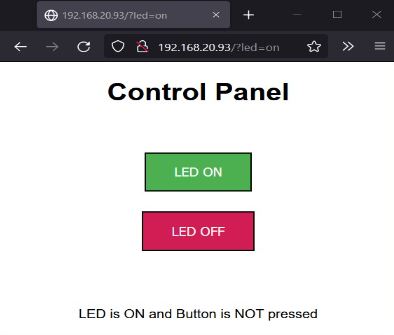 192.168.20.93/?led=on
192.168.20.93/?led=on
Control Panel
LED ON
LED OFF
LED is ON and Button is NOT pressed